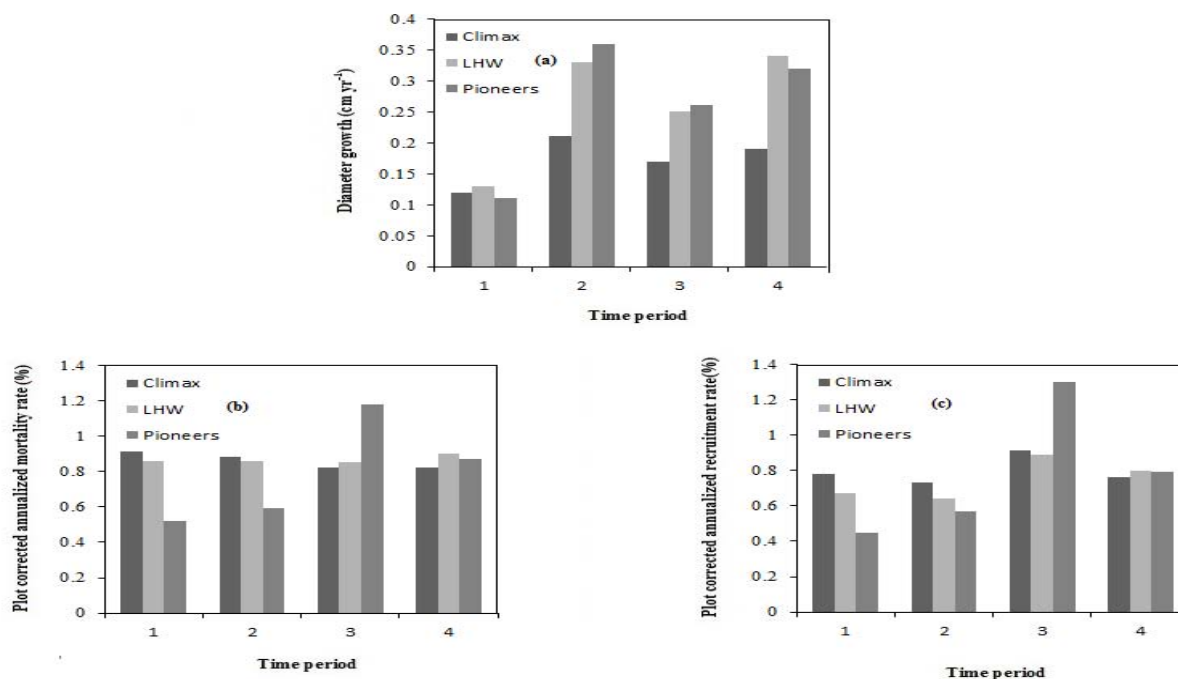 Diameter growth (cm yr⁻¹)
0.4
0.35
0.3
0.25
0.2
0.15
0.1
0.05
0
Climax
LHW
Pioneers
(a)
1 2 3 4
Time period
Plot corrected annualized mortality rate (%)
1.4
1.2
1
0.8
0.6
0.4
0.2
0
Climax
LHW
Pioneers
(b)
1 2 3 4
Time period
Plot corrected annualized recruitment rate(%)
1.4
1.2
1
0.8
0.6
0.4
0.2
0
Climax
LHW
Pioneers
(c)
1 2 3 4
Time period